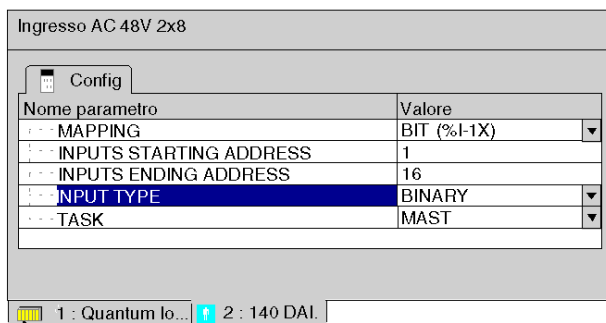 Ingresso AC 48V 2x8
Config
Nome parametro Valore
MAPPING BIT (%I-1X)
INPUTS STARTING ADDRESS 1
INPUTS ENDING ADDRESS 16
INPUT TYPE BINARY
TASK MAST
1 : Quantum lo... 2 : 140 DAI.